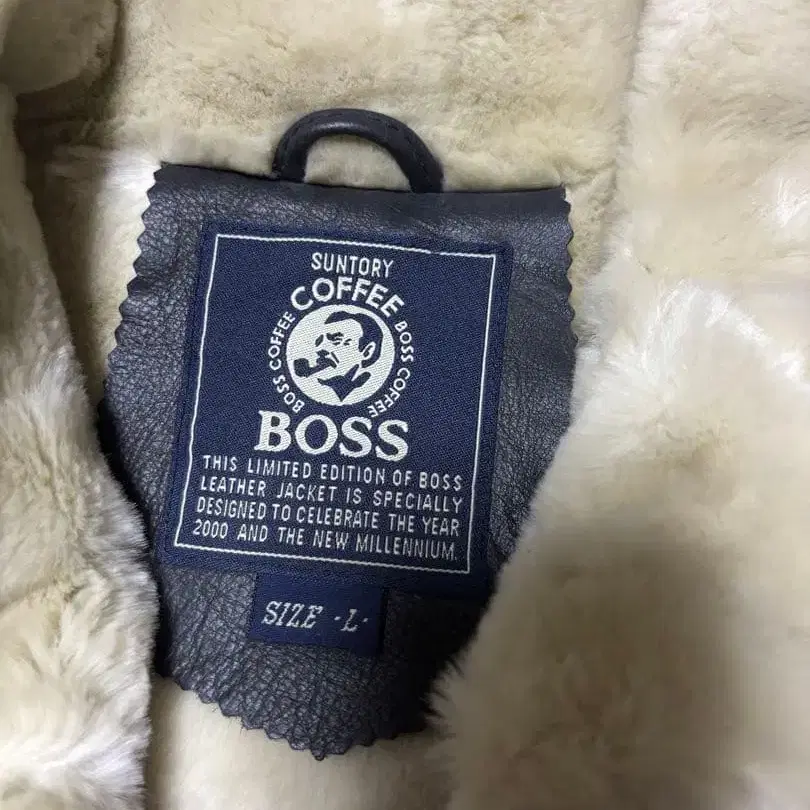 SUNTORY
COFFEE
BOSS COFFEE
BOSS COFFEE
BOSS
THIS LIMITED EDITION OF BOSS
LEATHER JACKET IS SPECIALLY
DESIGNED TO CELEBRATE THE YEAR
2000 AND THE NEW MILLENNIUM.
SIZE -L-